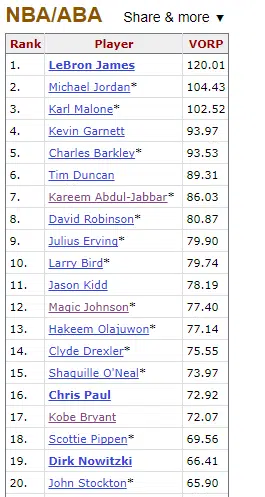 NBA/ABA Share & more ▼
Rank Player VORP
1. LeBron James 120.01
2. Michael Jordan* 104.43
3. Karl Malone* 102.52
4. Kevin Garnett 93.97
5. Charles Barkley* 93.53
6. Tim Duncan 89.31
7. Kareem Abdul-Jabbar* 86.03
8. David Robinson* 80.87
9. Julius Erving* 79.90
10. Larry Bird* 79.74
11. Jason Kidd 78.19
12. Magic Johnson* 77.40
13. Hakeem Olajuwon* 77.14
14. Clyde Drexler* 75.55
15. Shaquille O'Neal* 73.97
16. Chris Paul 72.92
17. Kobe Bryant 72.07
18. Scottie Pippen* 69.56
19. Dirk Nowitzki 66.41
20. John Stockton* 65.90